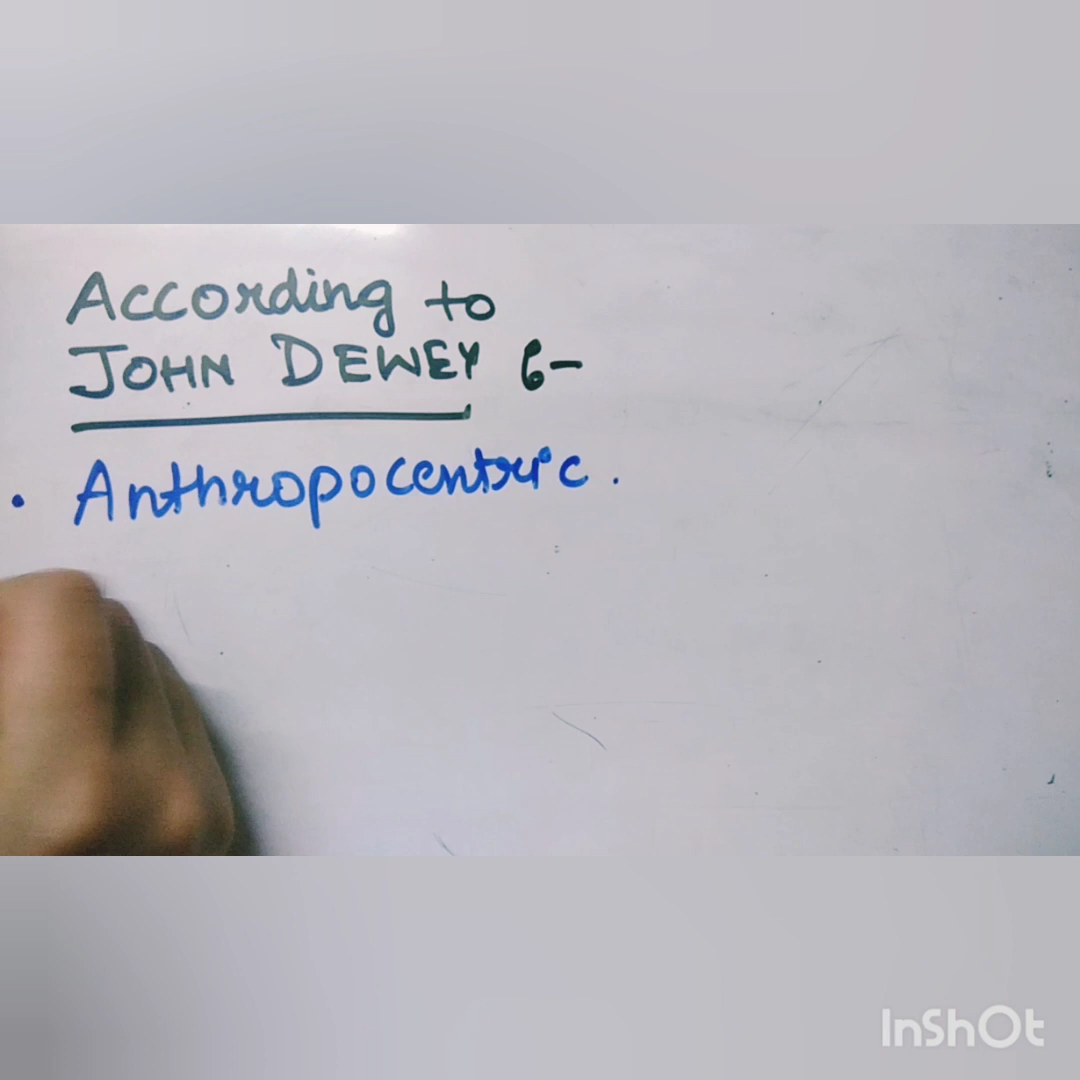 According to
JOHN DEWEY :-
• Anthropocentric.
InShOt